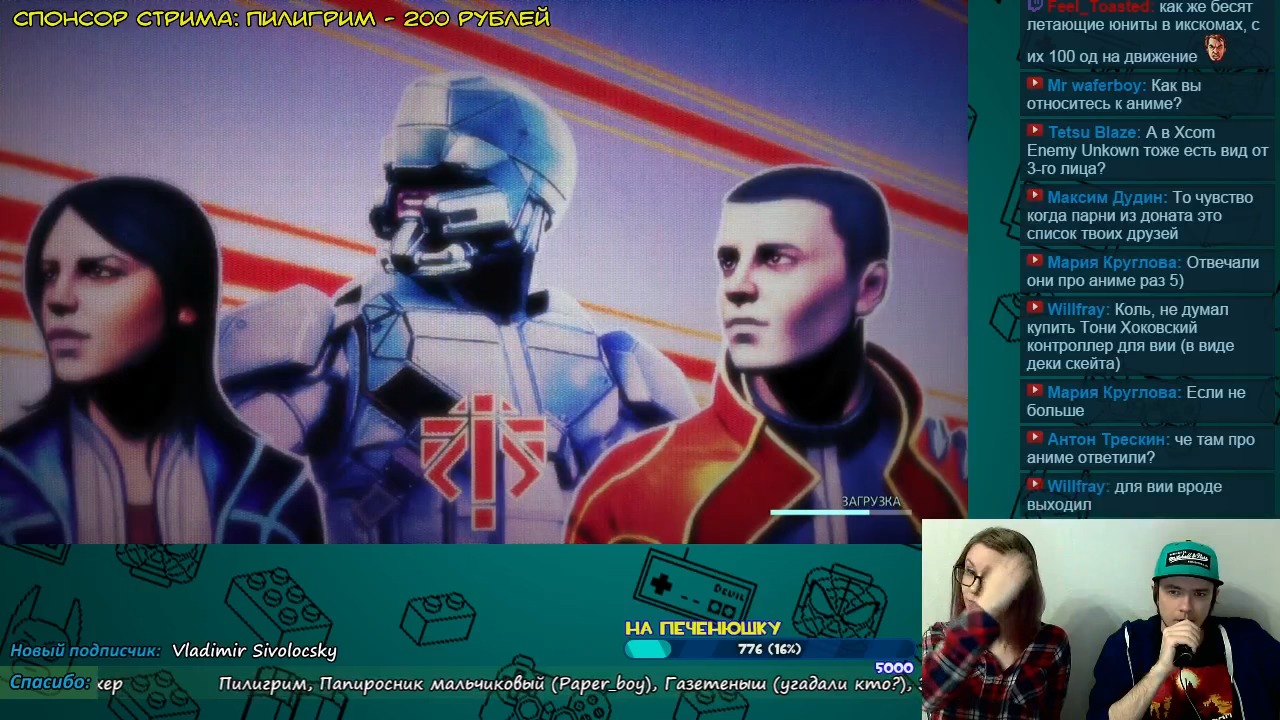 СПОНСОР СТРИМА: ПИЛИГРИМ - 200 РУБЛЕЙ
Feel_Toasted: как же бесят
летающие юниты в икскомах, с
их 100 од на движение
Mr waferboy: Как вы
относитесь к аниме?
Tetsu Blaze: А в Xcom
Enemy Unkown тоже есть вид от
3-го лица?
Максим Дудин: То чувство
когда парни из доната это
список твоих друзей
Мария Круглова: Отвечали
они про аниме раз 5)
Willfray: Коль, не думал
купить Тони Хоковский
контроллер для вии (в виде
деки скейта)
Мария Круглова: Если не
больше
Антон Трескин: че там про
аниме ответили?
Willfray: для вии вроде
выходил
ЗАГРУЗКА
DEVIL
НА ПЕЧЕНЮШКУ
776 (16%)
5000
Новый подписчик: Vladimir Sivolocsky
Спасибо: кер Пилигрим, Папиросник мальчиковый (Paper_boy), Газетеныш (угадали кто?),